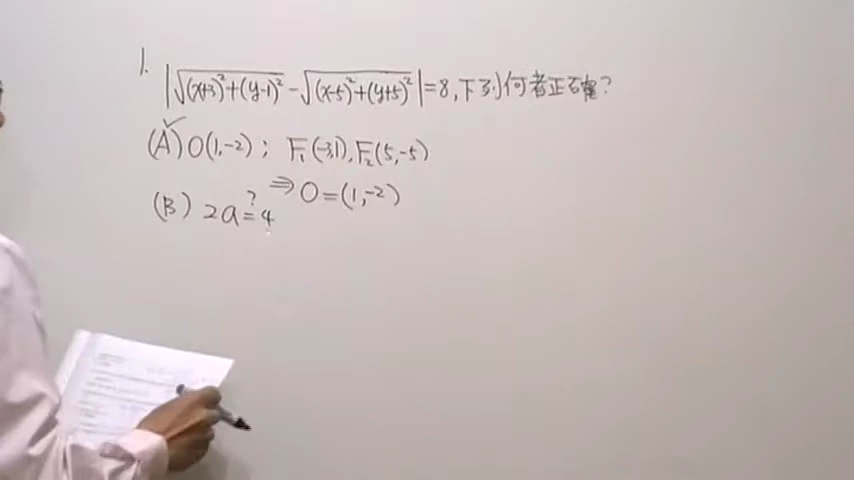 1. |√(x+3)²+(y-1)² - √(x-5)²+(y+5)²| = 8, 下列何者正確?
(A)✓ O(1,-2); F₁(-3,1), F₂(5,-5)
⇒ O=(1,-2)
(B) 2a ≟ 4